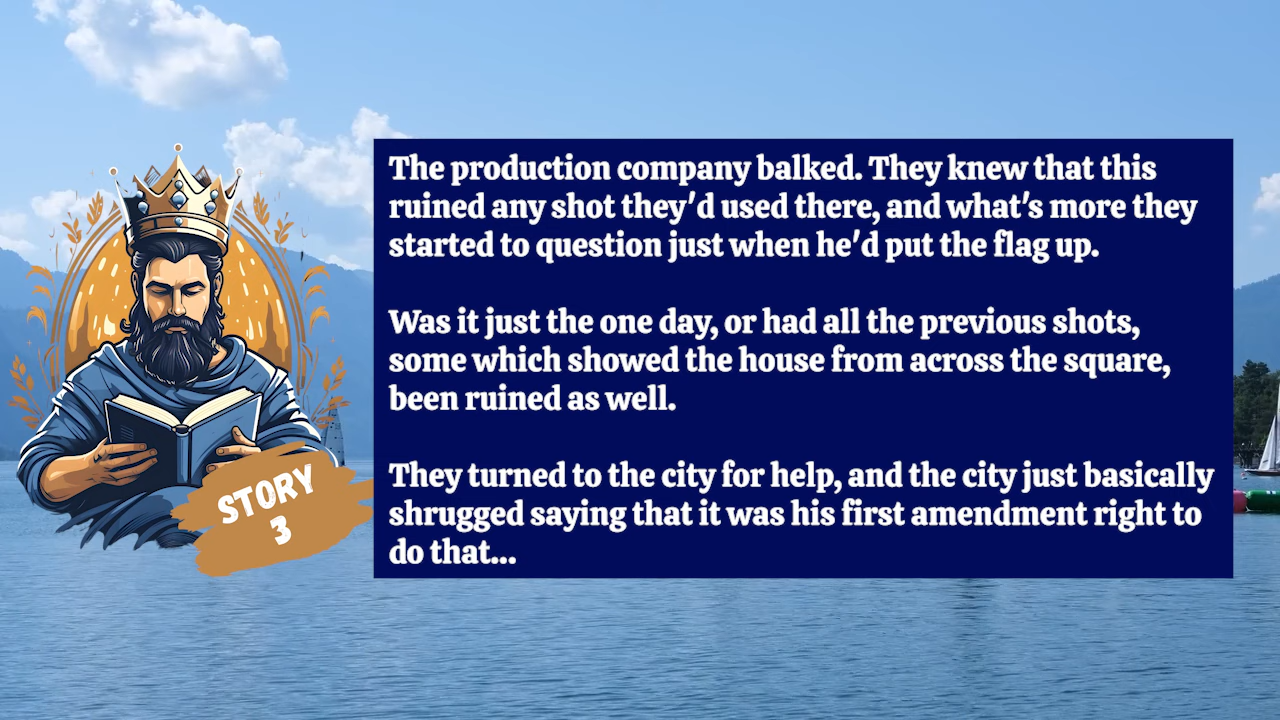 The production company balked. They knew that this
ruined any shot they'd used there, and what's more they
started to question just when he'd put the flag up.
Was it just the one day, or had all the previous shots,
some which showed the house from across the square,
been ruined as well.
They turned to the city for help, and the city just basically
shrugged saying that it was his first amendment right to
do that...
STORY
3